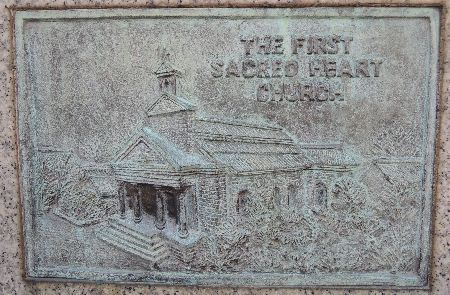 THE FIRST
SACRED HEART
CHURCH